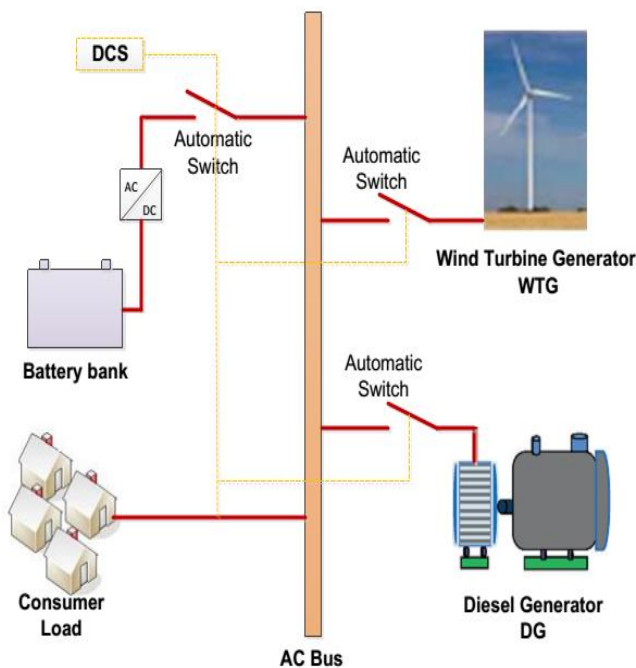 DCS
Automatic
Switch
AC
DC
Battery bank
Automatic
Switch
Wind Turbine Generator
WTG
Automatic
Switch
Consumer
Load
Diesel Generator
DG
AC Bus